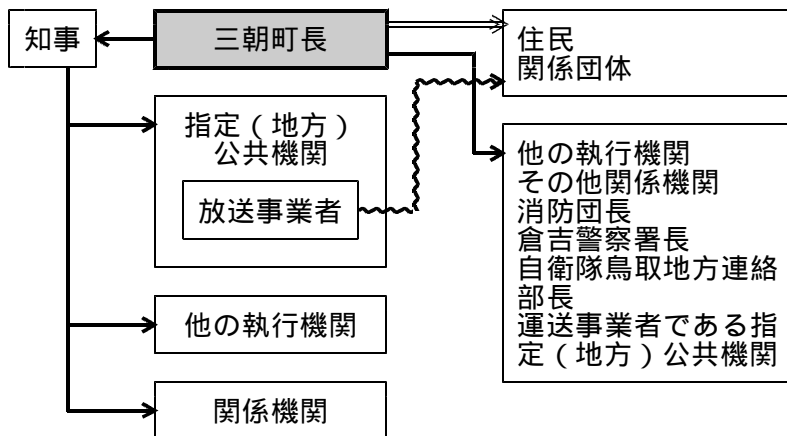 知事
三朝町長
住民
関係団体
指定（地方）
公共機関
放送事業者
他の執行機関
その他関係機関
消防団長
倉吉警察署長
自衛隊鳥取地方連絡
部長
運送事業者である指
定（地方）公共機関
他の執行機関
関係機関